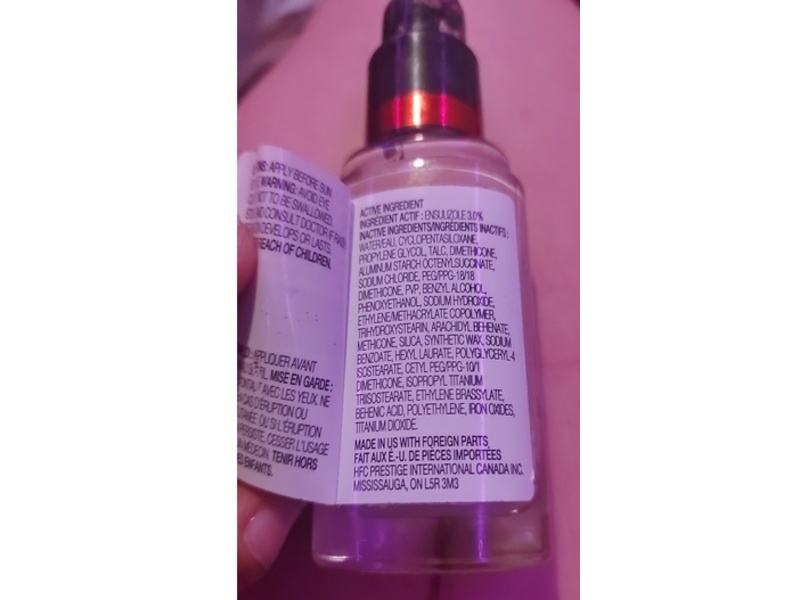 APPLY BEFORE SUN
WARNING: AVOID EYE
NOT TO BE SWALLOWED.
CONSULT DOCTOR IF RASH
DEVELOPS OR LASTS.
REACH OF CHILDREN.
APPLIQUER AVANT
MISE EN GARDE:
AVEC LES YEUX. NE
CAS D'ÉRUPTION OU
OU SI L'ÉRUPTION
PERSISTE. CESSER L'USAGE
MÉDECIN. TENIR HORS
ENFANTS.
ACTIVE INGREDIENT
INGRÉDIENT ACTIF : ENSULIZOLE 3.0%
INACTIVE INGREDIENTS/INGRÉDIENTS INACTIFS :
WATER/EAU, CYCLOPENTASILOXANE,
PROPYLENE GLYCOL, TALC, DIMETHICONE,
ALUMINUM STARCH OCTENYLSUCCINATE,
SODIUM CHLORIDE, PEG/PPG-18/18
DIMETHICONE, PVP, BENZYL ALCOHOL,
PHENOXYETHANOL, SODIUM HYDROXIDE,
ETHYLENE/METHACRYLATE COPOLYMER,
TRIHYDROXYSTEARIN, ARACHIDYL BEHENATE,
METHICONE, SILICA, SYNTHETIC WAX, SODIUM
BENZOATE, HEXYL LAURATE, POLYGLYCERYL-4
ISOSTEARATE, CETYL PEG/PPG-10/1
DIMETHICONE, ISOPROPYL TITANIUM
TRIISOSTEARATE, ETHYLENE BRASSYLATE,
BEHENIC ACID, POLYETHYLENE, IRON OXIDES,
TITANIUM DIOXIDE.
MADE IN US WITH FOREIGN PARTS,
FAIT AUX É.-U. DE PIÈCES IMPORTÉES
HFC PRESTIGE INTERNATIONAL CANADA INC.
MISSISSAUGA, ON L5R 3M3